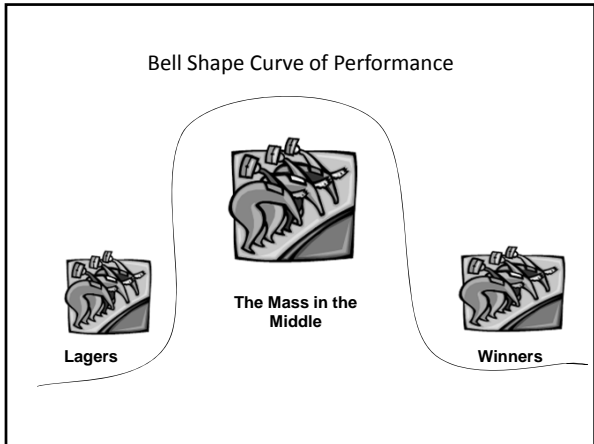 Bell Shape Curve of Performance
The Mass in the
Middle
Lagers
Winners